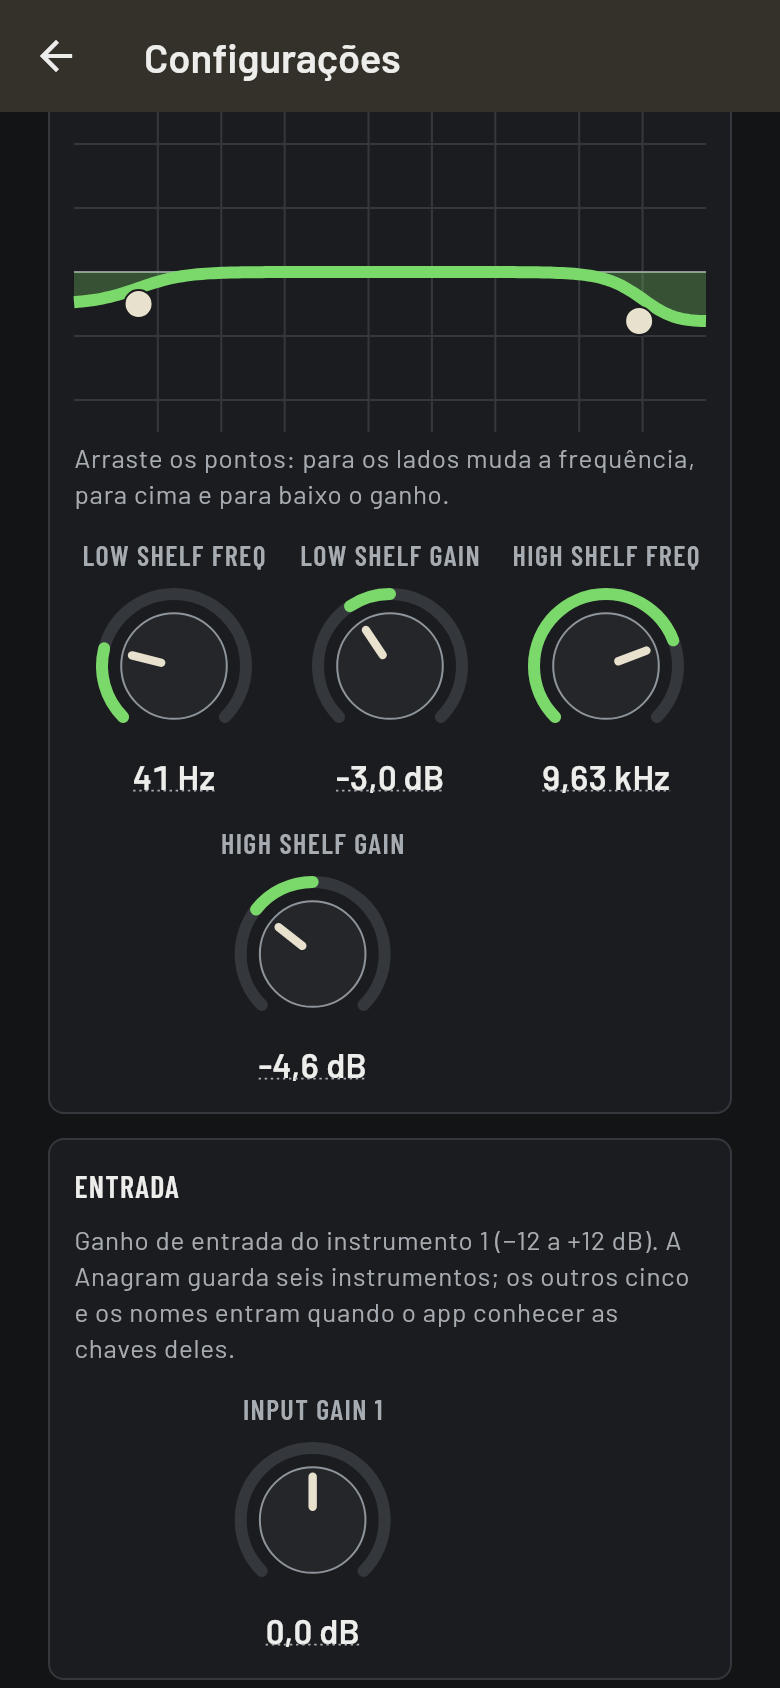 Configurações
Arraste os pontos: para os lados muda a frequência,
para cima e para baixo o ganho.
LOW SHELF FREQ
LOW SHELF GAIN
HIGH SHELF FREQ
41 Hz
-3,0 dB
9,63 kHz
HIGH SHELF GAIN
-4,6 dB
ENTRADA
Ganho de entrada do instrumento 1 (−12 a +12 dB). A
Anagram guarda seis instrumentos; os outros cinco
e os nomes entram quando o app conhecer as
chaves deles.
INPUT GAIN 1
0,0 dB